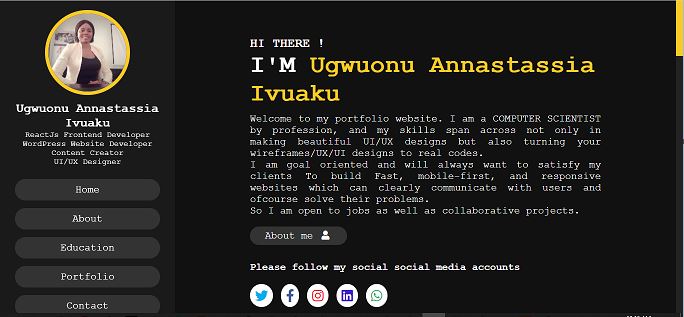 Ugwuonu Annastassia
Ivuaku
ReactJs Frontend Developer
WordPress Website Developer
Content Creator
UI/UX Designer
Home
About
Education
Portfolio
Contact
HI THERE !
I'M Ugwuonu Annastassia
Ivuaku
Welcome to my portfolio website. I am a COMPUTER SCIENTIST
by profession, and my skills span across not only in
making beautiful UI/UX designs but also turning your
wireframes/UX/UI designs to real codes.
I am goal oriented and will always want to satisfy my
clients To build Fast, mobile-first, and responsive
websites which can clearly communicate with users and
ofcourse solve their problems.
So I am open to jobs as well as collaborative projects.
About me
Please follow my social social media accounts